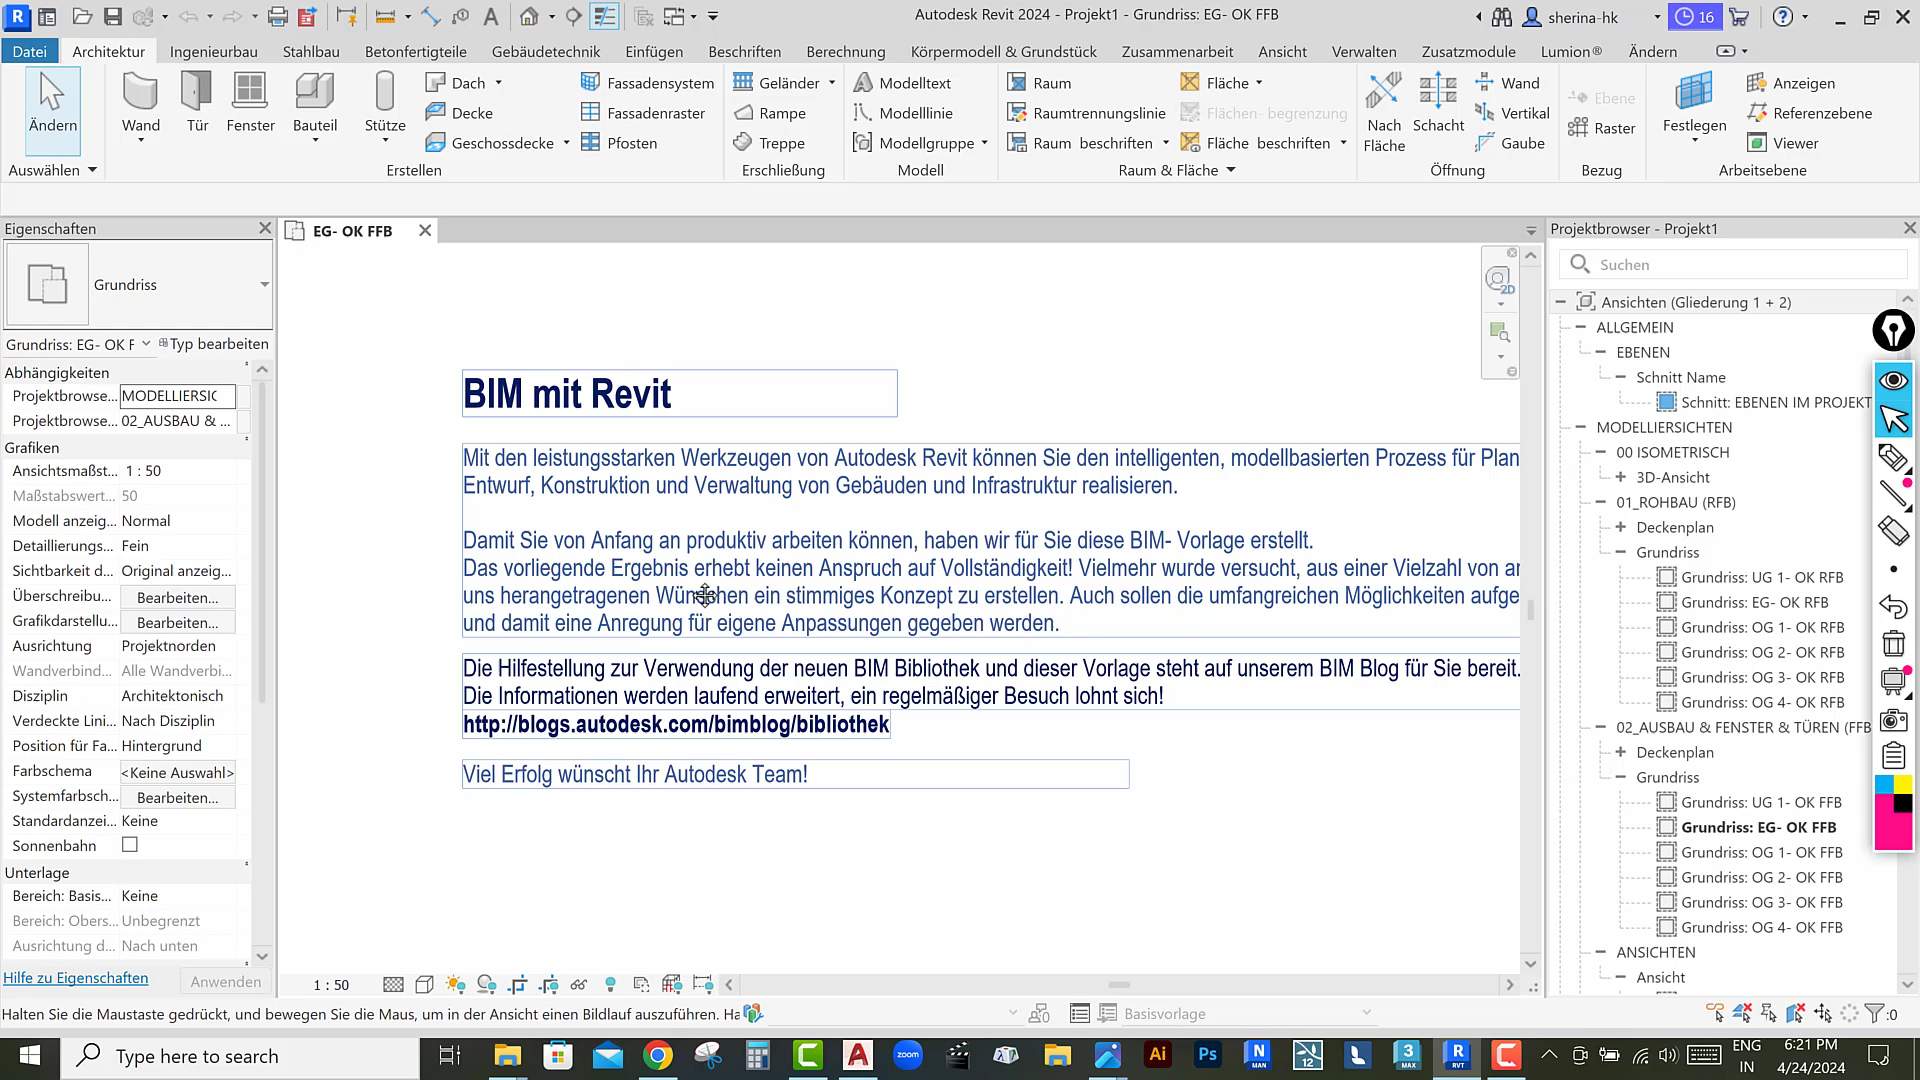 Autodesk Revit 2024 - Projekt1 - Grundriss: EG- OK FFB
sherina-hk
16
Datei Architektur Ingenieurbau Stahlbau Betonfertigteile Gebäudetechnik Einfügen Beschriften Berechnung Körpermodell & Grundstück Zusammenarbeit Ansicht Verwalten Zusatzmodule Lumion® Ändern
Ändern
Wand
Tür
Fenster
Bauteil
Stütze
Dach
Decke
Geschossdecke
Fassadensystem
Fassadenraster
Pfosten
Geländer
Rampe
Treppe
Modelltext
Modelllinie
Modellgruppe
Raum
Raumtrennungslinie
Raum beschriften
Fläche
Flächen- begrenzung
Fläche beschriften
Nach Fläche
Schacht
Wand
Vertikal
Gaube
Ebene
Raster
Festlegen
Anzeigen
Referenzebene
Viewer
Auswählen Erstellen Erschließung Modell Raum & Fläche Öffnung Bezug Arbeitsebene
Eigenschaften
Grundriss
Grundriss: EG- OK F Typ bearbeiten
Abhängigkeiten
Projektbrowse... MODELLIERSIC
Projektbrowse... 02_AUSBAU & ...
Grafiken
Ansichtsmaßst... 1 : 50
Maßstabswert... 50
Modell anzeig... Normal
Detaillierungs... Fein
Sichtbarkeit d... Original anzeig...
Überschreibu... Bearbeiten...
Grafikdarstellu... Bearbeiten...
Ausrichtung Projektnorden
Wandverbind... Alle Wandverbi...
Disziplin Architektonisch
Verdeckte Lini... Nach Disziplin
Position für Fa... Hintergrund
Farbschema <Keine Auswahl>
Systemfarbsch... Bearbeiten...
Standardanzei... Keine
Sonnenbahn
Unterlage
Bereich: Basis... Keine
Bereich: Obers... Unbegrenzt
Ausrichtung d... Nach unten
Hilfe zu Eigenschaften Anwenden
EG- OK FFB
2D
BIM mit Revit
Mit den leistungsstarken Werkzeugen von Autodesk Revit können Sie den intelligenten, modellbasierten Prozess für Plan
Entwurf, Konstruktion und Verwaltung von Gebäuden und Infrastruktur realisieren.
Damit Sie von Anfang an produktiv arbeiten können, haben wir für Sie diese BIM- Vorlage erstellt.
Das vorliegende Ergebnis erhebt keinen Anspruch auf Vollständigkeit! Vielmehr wurde versucht, aus einer Vielzahl von an
uns herangetragenen Wünschen ein stimmiges Konzept zu erstellen. Auch sollen die umfangreichen Möglichkeiten aufge
und damit eine Anregung für eigene Anpassungen gegeben werden.
Die Hilfestellung zur Verwendung der neuen BIM Bibliothek und dieser Vorlage steht auf unserem BIM Blog für Sie bereit.
Die Informationen werden laufend erweitert, ein regelmäßiger Besuch lohnt sich!
http://blogs.autodesk.com/bimblog/bibliothek
Viel Erfolg wünscht Ihr Autodesk Team!
1 : 50
Projektbrowser - Projekt1
Suchen
Ansichten (Gliederung 1 + 2)
ALLGEMEIN
EBENEN
Schnitt Name
Schnitt: EBENEN IM PROJEKT
MODELLIERSICHTEN
00 ISOMETRISCH
3D-Ansicht
01_ROHBAU (RFB)
Deckenplan
Grundriss
Grundriss: UG 1- OK RFB
Grundriss: EG- OK RFB
Grundriss: OG 1- OK RFB
Grundriss: OG 2- OK RFB
Grundriss: OG 3- OK RFB
Grundriss: OG 4- OK RFB
02_AUSBAU & FENSTER & TÜREN (FFB
Deckenplan
Grundriss
Grundriss: UG 1- OK FFB
Grundriss: EG- OK FFB
Grundriss: OG 1- OK FFB
Grundriss: OG 2- OK FFB
Grundriss: OG 3- OK FFB
Grundriss: OG 4- OK FFB
ANSICHTEN
Ansicht
Halten Sie die Maustaste gedrückt, und bewegen Sie die Maus, um in der Ansicht einen Bildlauf auszuführen. Ha
Basisvorlage
:0
Type here to search
zoom
Ai
Ps
N
MAN
12
3
MAX
R
RVT
ENG
IN
6:21 PM
4/24/2024